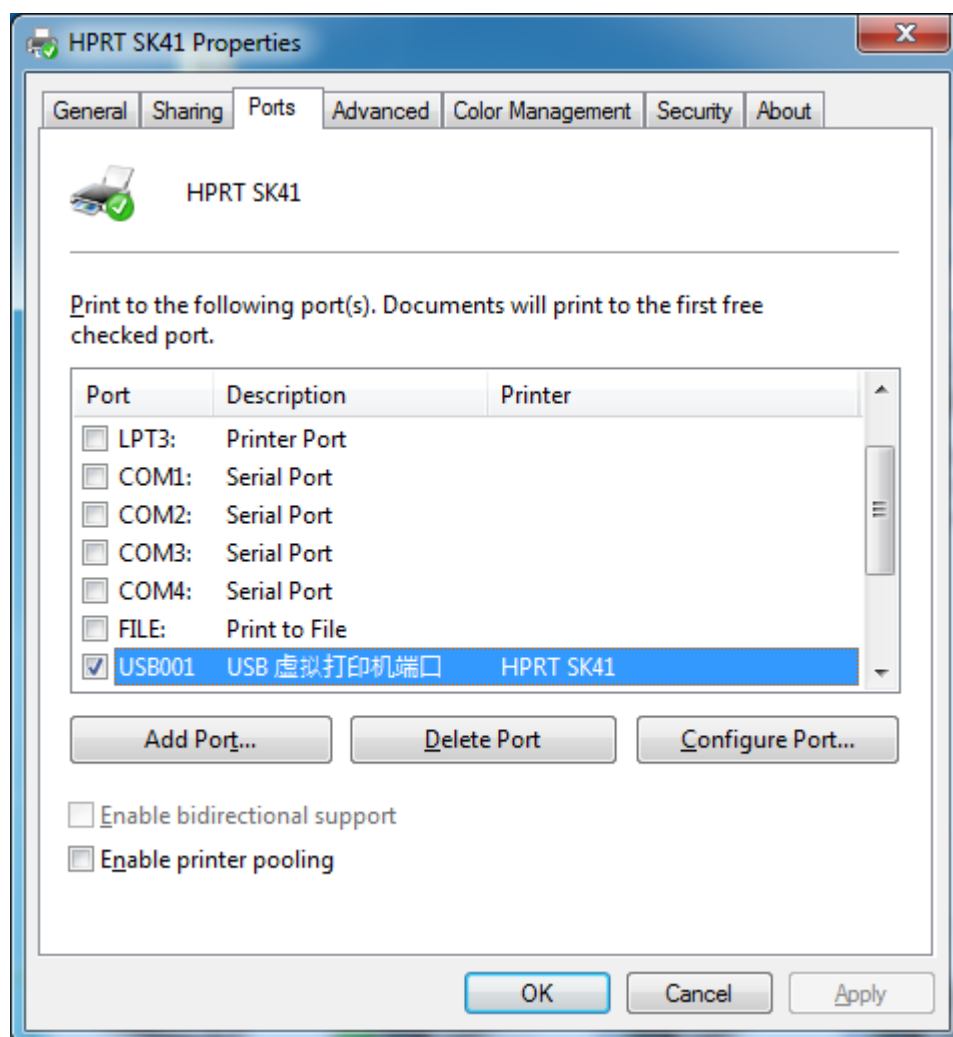 HPRT SK41 Properties
General Sharing Ports Advanced Color Management Security About
HPRT SK41
Print to the following port(s). Documents will print to the first free
checked port.
Port Description Printer
LPT3: Printer Port
COM1: Serial Port
COM2: Serial Port
COM3: Serial Port
COM4: Serial Port
FILE: Print to File
USB001 USB 虚拟打印机端口 HPRT SK41
Add Port... Delete Port Configure Port...
Enable bidirectional support
Enable printer pooling
OK Cancel Apply